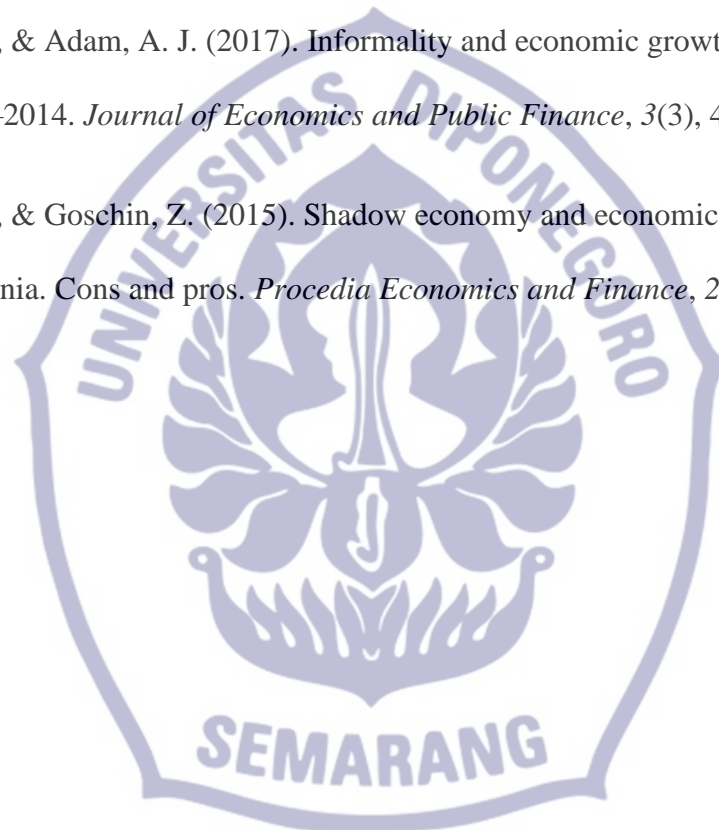 , & Adam, A. J. (2017). Informality and economic growt
-2014. Journal of Economics and Public Finance, 3(3), 4
, & Goschin, Z. (2015). Shadow economy and economic
nia. Cons and pros. Procedia Economics and Finance, 2
UNIVERSITAS DIPONEGORO
SEMARANG